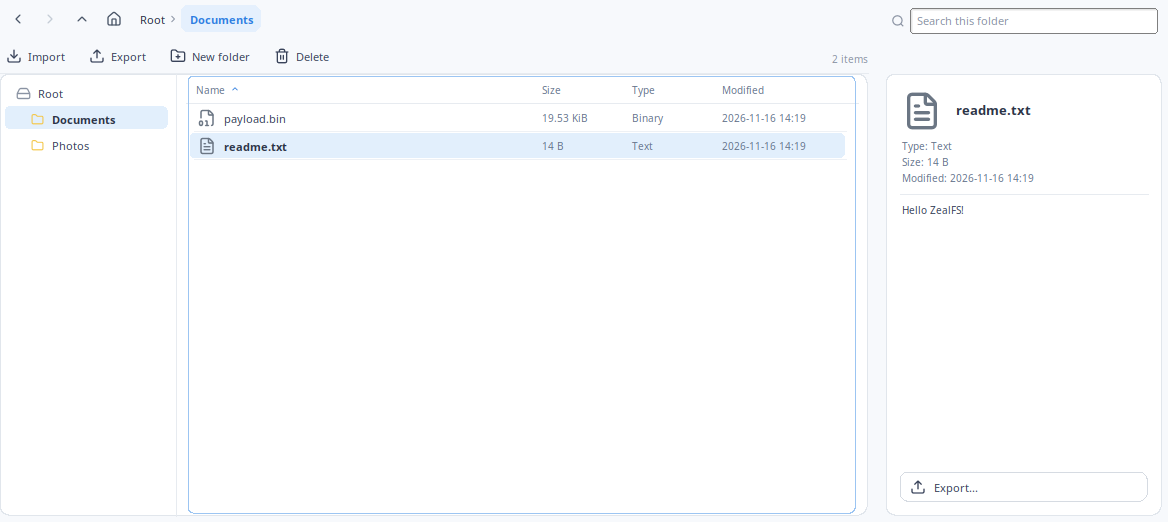 Root
Documents
Search this folder
Import
Export
New folder
Delete
2 items
Root
Documents
Photos
Name Size Type Modified
payload.bin 19.53 KiB Binary 2026-11-16 14:19
readme.txt 14 B Text 2026-11-16 14:19
readme.txt
Type: Text
Size: 14 B
Modified: 2026-11-16 14:19
Hello ZealFS!
Export...